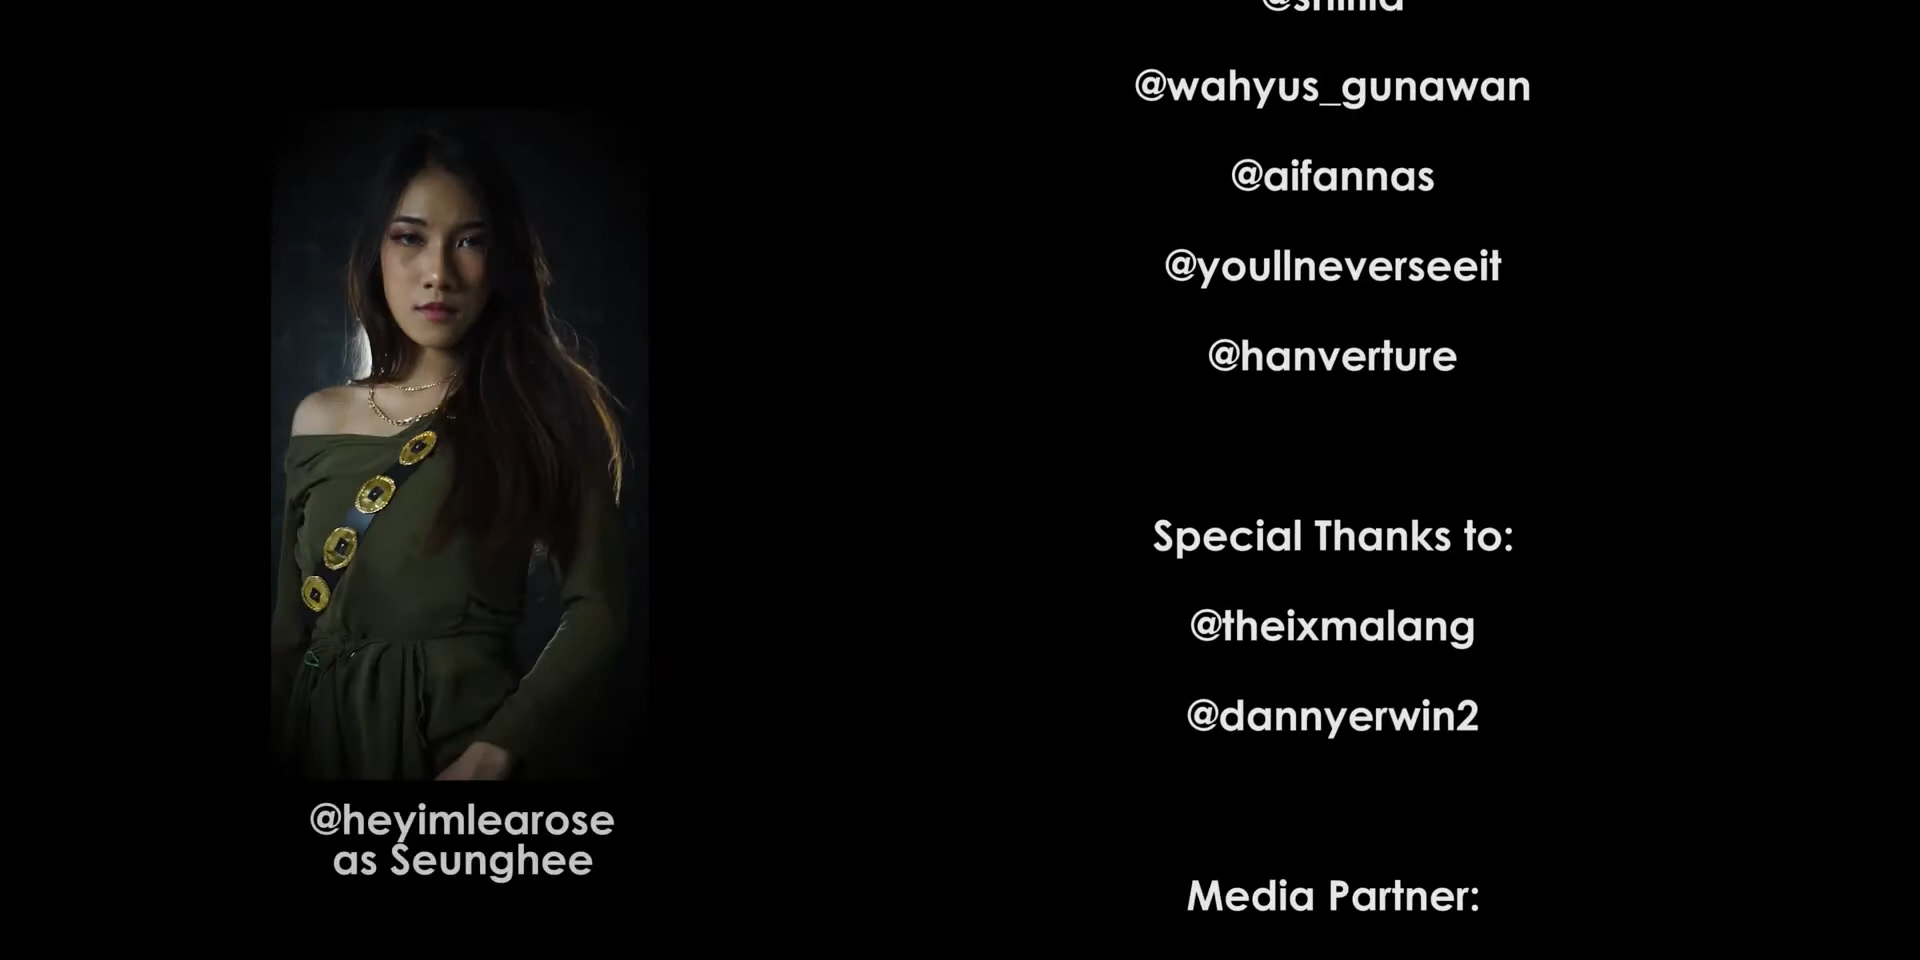 @wahyus_gunawan
@aifannas
@youllneverseeit
@hanverture
Special Thanks to:
@theixmalang
@dannyerwin2
Media Partner:
@heyimlearose
as Seunghee